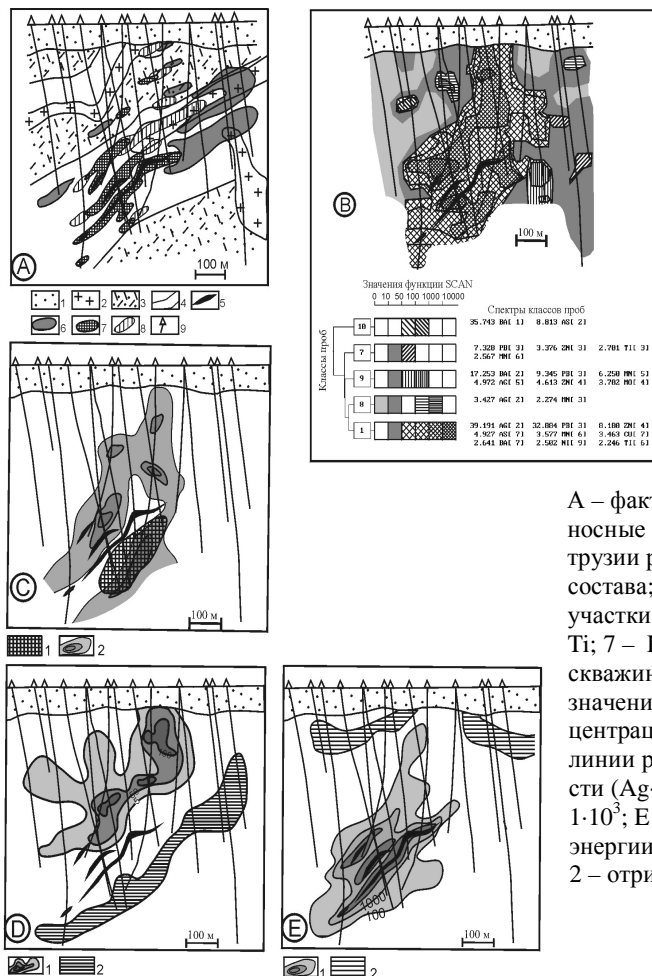 A
100 м
1 2 3 4 5
6 7 8 9
B
100 м
Значения функции SCAN
0 10 50 100 1000 10000
Классы проб
Спектры классов проб
10 35.743 BA[ 1] 8.813 AS[ 2]
7 7.328 PB[ 3] 3.376 ZN[ 3] 2.701 TI[ 3]
2.567 MN[ 6]
9 17.253 BA[ 2] 9.345 PB[ 3] 6.250 MN[ 5]
4.972 AG[ 5] 4.613 ZN[ 4] 3.702 MO[ 4]
8 3.427 AG[ 2] 2.274 MN[ 3]
1 39.191 AG[ 2] 32.804 PB[ 3] 8.180 ZN[ 4]
4.927 AS[ 7] 3.577 MN[ 6] 3.463 CU[ 7]
2.641 BA[ 7] 2.502 NI[ 9] 2.246 TI[ 6]
C
100 м
1 2
А – факт
носные
трузии р
состава;
участки
Ti; 7 –
скважин
значени
центрац
линии р
сти (Ag·
1·10³; E
энергии
2 – отри
D
100 м
1 2
E
1000
100
100 м
1 2